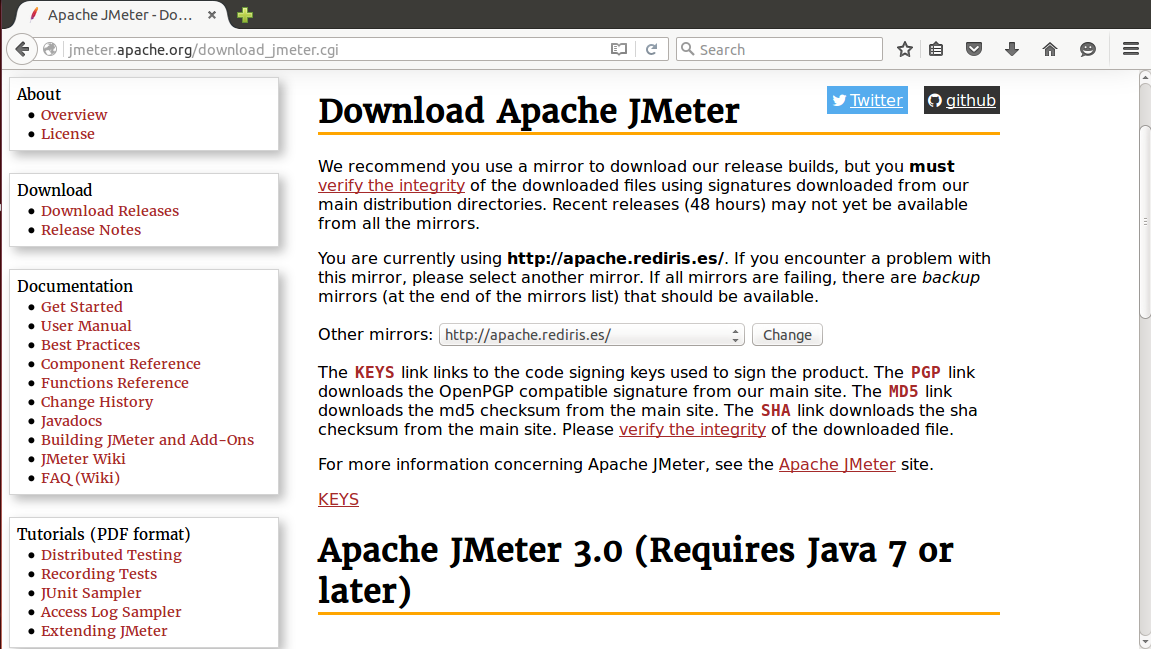 Apache JMeter - Do...
jmeter.apache.org/download_jmeter.cgi
Search
About
Overview
License
Download
Download Releases
Release Notes
Documentation
Get Started
User Manual
Best Practices
Component Reference
Functions Reference
Change History
Javadocs
Building JMeter and Add-Ons
JMeter Wiki
FAQ (Wiki)
Tutorials (PDF format)
Distributed Testing
Recording Tests
JUnit Sampler
Access Log Sampler
Extending JMeter
Twitter
github
Download Apache JMeter
We recommend you use a mirror to download our release builds, but you must
verify the integrity of the downloaded files using signatures downloaded from our
main distribution directories. Recent releases (48 hours) may not yet be available
from all the mirrors.
You are currently using http://apache.rediris.es/. If you encounter a problem with
this mirror, please select another mirror. If all mirrors are failing, there are backup
mirrors (at the end of the mirrors list) that should be available.
Other mirrors: http://apache.rediris.es/ Change
The KEYS link links to the code signing keys used to sign the product. The PGP link
downloads the OpenPGP compatible signature from our main site. The MD5 link
downloads the md5 checksum from the main site. The SHA link downloads the sha
checksum from the main site. Please verify the integrity of the downloaded file.
For more information concerning Apache JMeter, see the Apache JMeter site.
KEYS
Apache JMeter 3.0 (Requires Java 7 or
later)